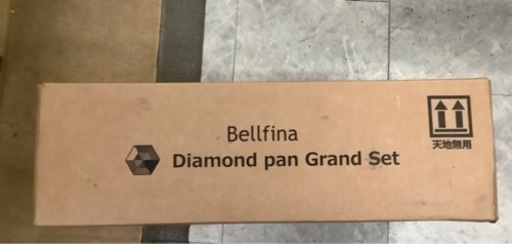 Bellfina
Diamond pan Grand Set
天地無用